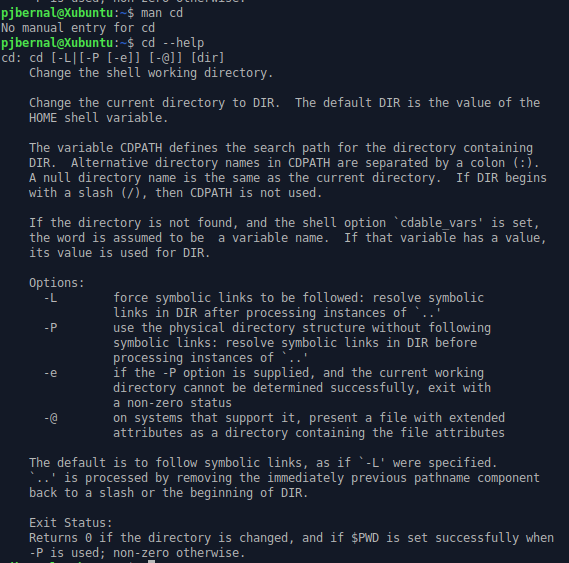 -P is used; non-zero otherwise.
pjbernal@Xubuntu:~$ man cd
No manual entry for cd
pjbernal@Xubuntu:~$ cd --help
cd: cd [-L|[-P [-e]] [-@]] [dir]
    Change the shell working directory.

    Change the current directory to DIR.  The default DIR is the value of the
    HOME shell variable.

    The variable CDPATH defines the search path for the directory containing
    DIR.  Alternative directory names in CDPATH are separated by a colon (:).
    A null directory name is the same as the current directory.  If DIR begins
    with a slash (/), then CDPATH is not used.

    If the directory is not found, and the shell option `cdable_vars' is set,
    the word is assumed to be  a variable name.  If that variable has a value,
    its value is used for DIR.

    Options:
      -L        force symbolic links to be followed: resolve symbolic
                links in DIR after processing instances of `..'
      -P        use the physical directory structure without following
                symbolic links: resolve symbolic links in DIR before
                processing instances of `..'
      -e        if the -P option is supplied, and the current working
                directory cannot be determined successfully, exit with
                a non-zero status
      -@        on systems that support it, present a file with extended
                attributes as a directory containing the file attributes

    The default is to follow symbolic links, as if `-L' were specified.
    `..' is processed by removing the immediately previous pathname component
    back to a slash or the beginning of DIR.

    Exit Status:
    Returns 0 if the directory is changed, and if $PWD is set successfully when
    -P is used; non-zero otherwise.
pjbernal@Xubuntu:~$